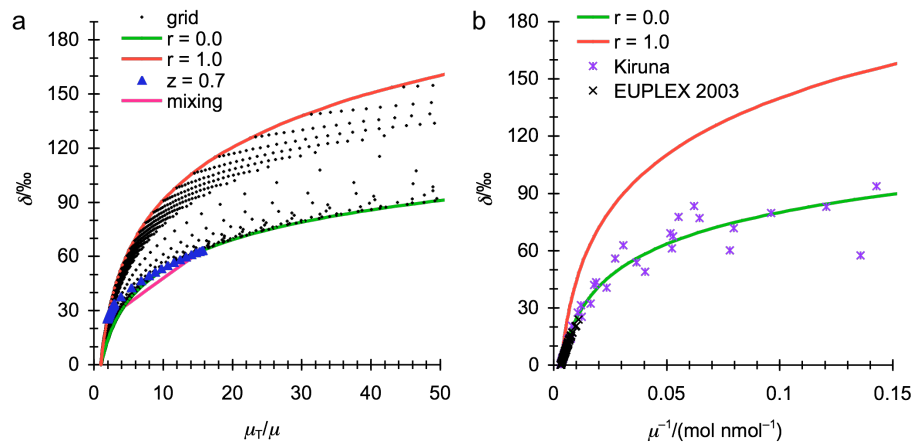 a
grid
r = 0.0
r = 1.0
z = 0.7
mixing
180
150
120
90
60
30
0
δ/‰
0 10 20 30 40 50
μT/μ
b
r = 0.0
r = 1.0
Kiruna
EUPLEX 2003
180
150
120
90
60
30
0
δ/‰
0 0.05 0.1 0.15
μ⁻¹/(mol nmol⁻¹)